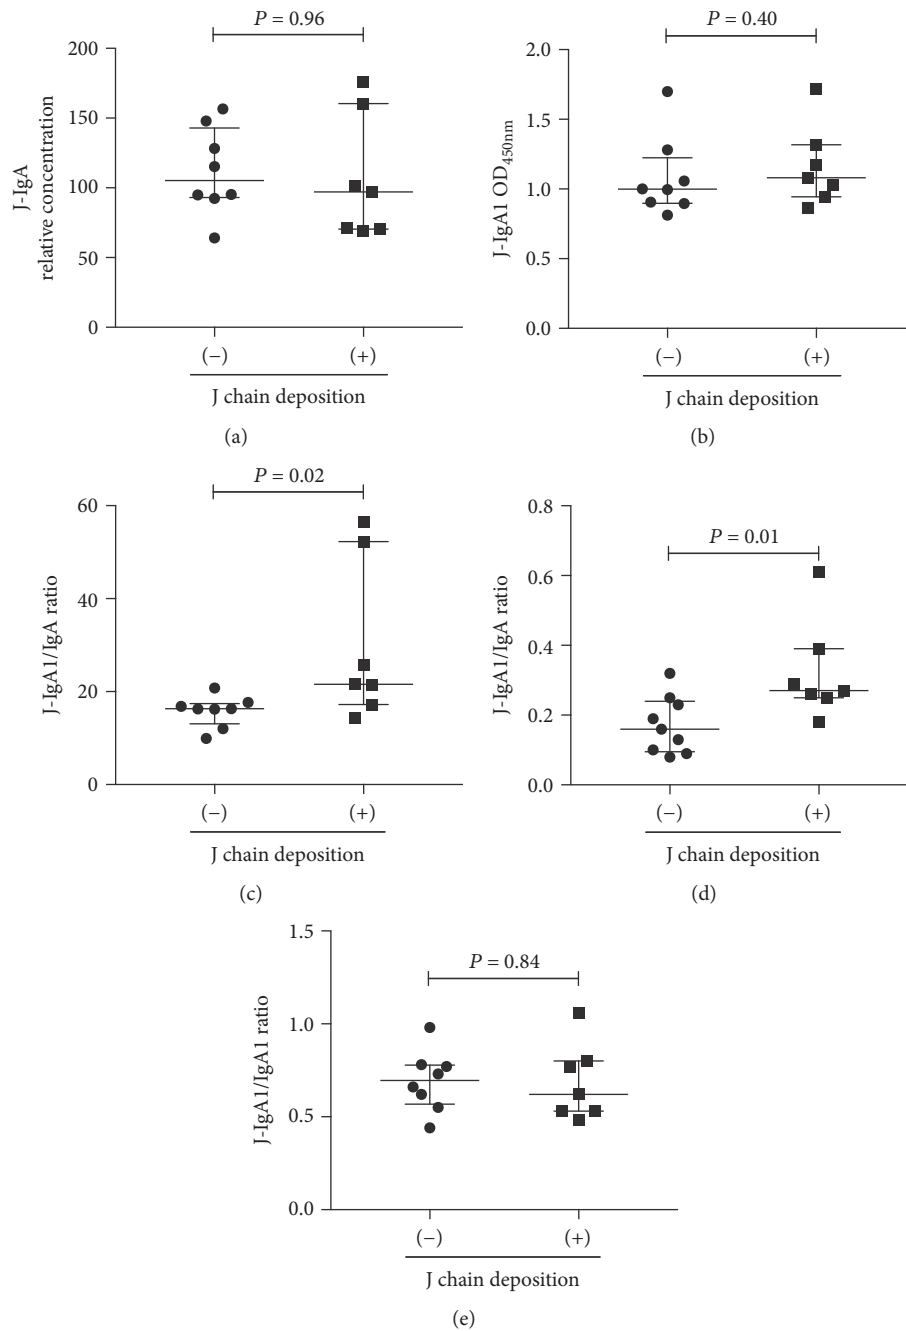 P = 0.96
200
150
100
50
0
J-IgA
relative concentration
(−)
(+)
J chain deposition
(a)
P = 0.40
2.0
1.5
1.0
0.5
0.0
J-IgA1 OD450nm
(−)
(+)
J chain deposition
(b)
P = 0.02
60
40
20
0
J-IgA1/IgA ratio
(−)
(+)
J chain deposition
(c)
P = 0.01
0.8
0.6
0.4
0.2
0.0
J-IgA1/IgA ratio
(−)
(+)
J chain deposition
(d)
P = 0.84
1.5
1.0
0.5
0.0
J-IgA1/IgA1 ratio
(−)
(+)
J chain deposition
(e)